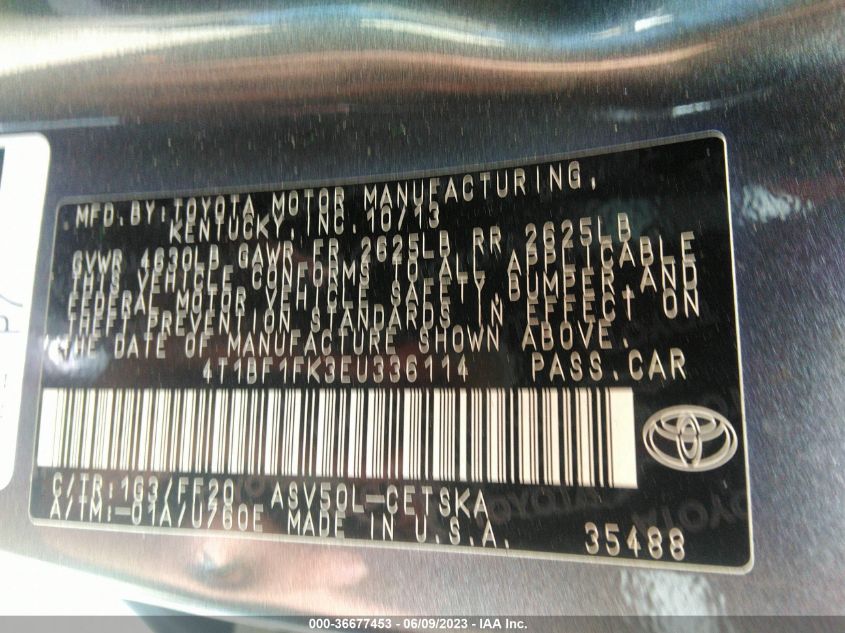 MFD.BY:TOYOTA MOTOR MANUFACTURING,
KENTUCKY,INC.10/13
GVWR 4630LB GAWR FR 2625LB RR 2625LB
THIS VEHICLE CONFORMS TO ALL APPLICABLE
FEDERAL MOTOR VEHICLE SAFETY,BUMPER,AND
THEFT PREVENTION STANDARDS IN EFFECT ON
THE DATE OF MANUFACTURE SHOWN ABOVE.
4T1BF1FK3EU336114 PASS.CAR
C/TR:1G3/FF20 ASV50L-CETSKA
A/TM:-01A/U760E MADE IN U.S.A. 35488
000-36677453 - 06/09/2023 - IAA Inc.